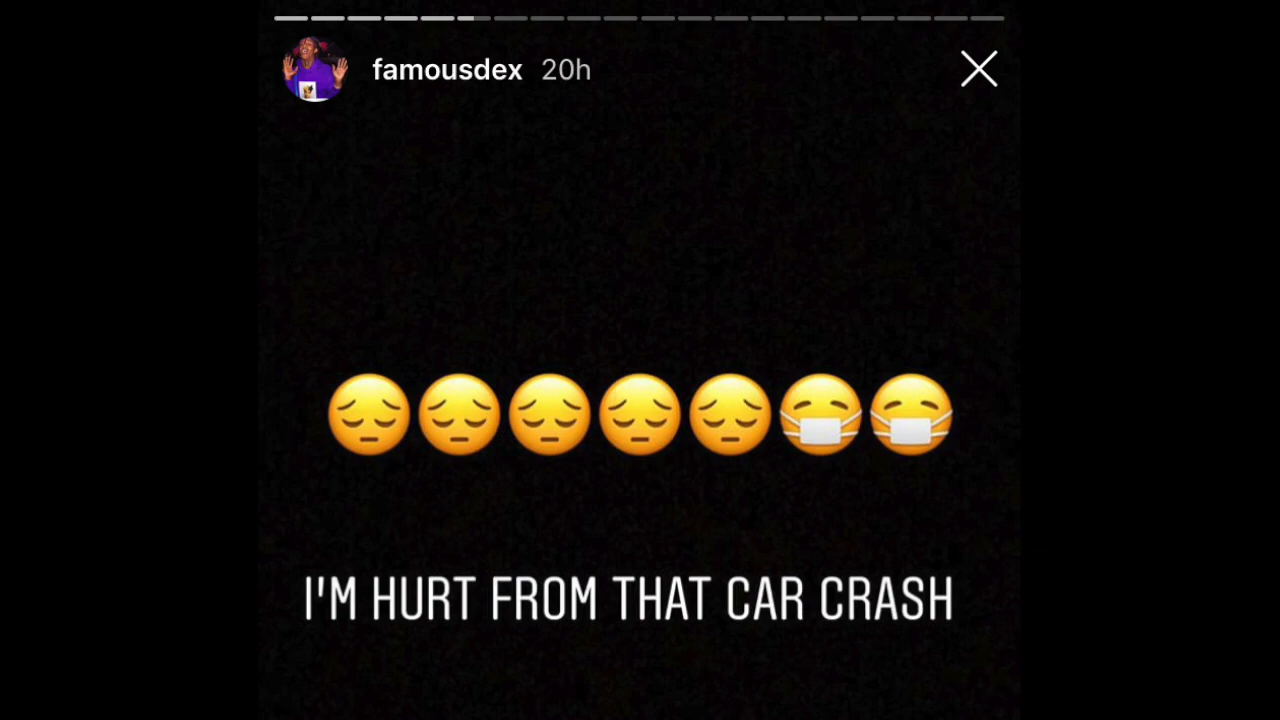 famousdex 20h
😔😔😔😔😔😷😷
I'M HURT FROM THAT CAR CRASH